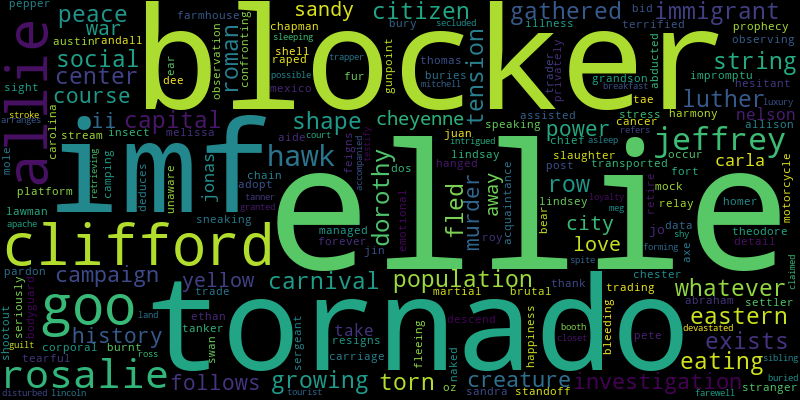 pepper farmhouse sandy gathered bid immigrant
peace blocker citizen terrified prophecy
war austin randall chapman bury illness observing
allie social sleeping roman observation confronting gunpoint tension secluded abducted string
center dee ear shell raped trapper thomas possible fur buries mitchell trader privately grandson breakfast impromptu
sight course mexico luther hesitant luxury
stroke ii capital shape cheyenne assisted cancer tae nelson
arranges carolina stream insect melissa aide court juan speaking power stress harmony allison
mole imf hawk feigns accompanied testify hanged lindsay intrigued chief refers asleep jeffrey
platform retrieving camping deduces unaware jonas chain adopt dorothy dos emotional fled murder away acquaintance post slaughter transported occur carla
lawman tanner granted ellie row fort mock homer motorcycle
apache sneaking managed forever bear lindsey loyalty meg retire relay
clifford jin roy city jo data shy theodore
love forming axe detail
pardon campaign yellow carnival population spite chester whatever claimed
seriously bodyguard goo trade martial brutal thank trading abraham settler
shootout history ethan tornado eastern
guilt corporal burnt tanker sergeant take fleeing descend happiness bleeding booth closet pete devastated exists
tearful ross land swan resigns carriage naked oz eating sibling
rosalie follows growing torn creature investigation buried stranger
disturbed lincoln tourist sandra standoff farewell